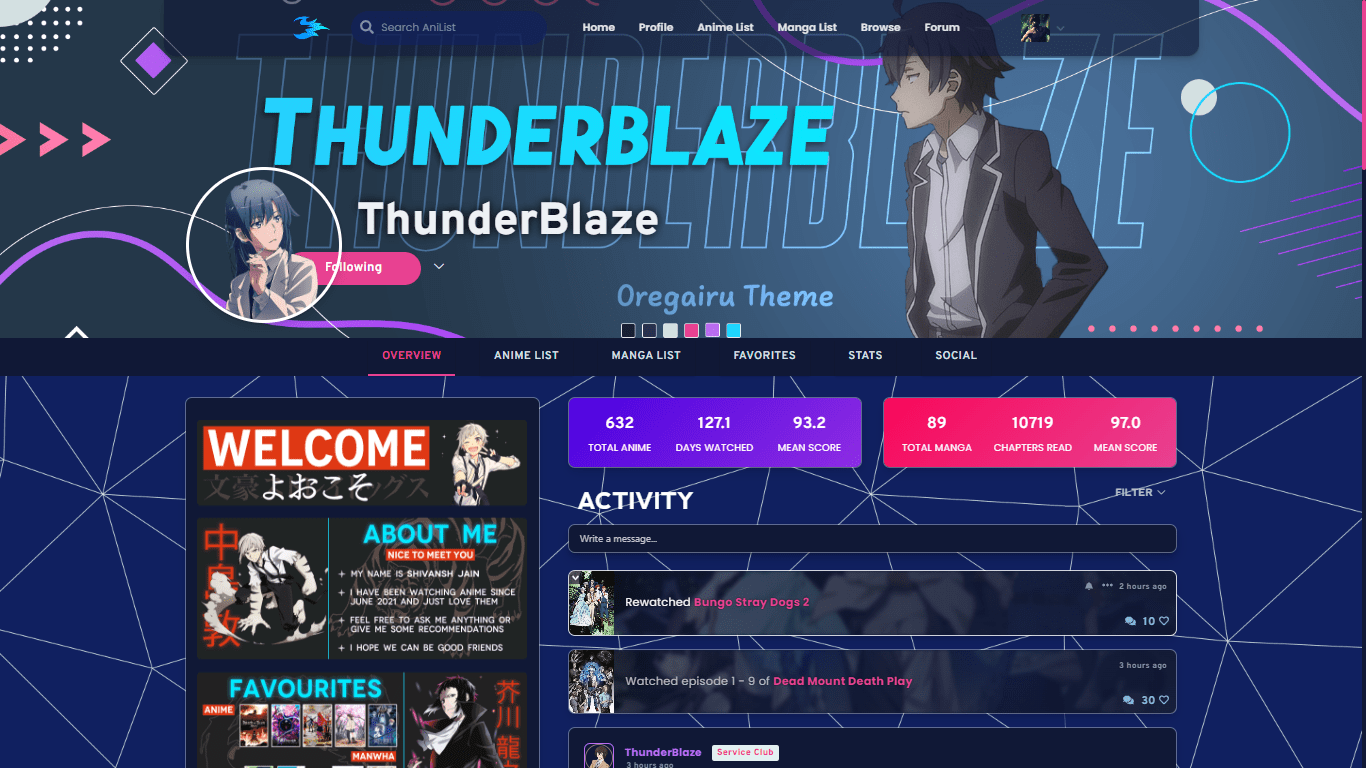 Search AniList
Home
Profile
Anime List
Manga List
Browse
Forum
THUNDERBLAZE
THUNDERBLAZE
ThunderBlaze
Following
Oregairu Theme
OVERVIEW
ANIME LIST
MANGA LIST
FAVORITES
STATS
SOCIAL
WELCOME
よおこそ
中島敦
ABOUT ME
NICE TO MEET YOU
MY NAME IS SHIVANSH JAIN
I HAVE BEEN WATCHING ANIME SINCE
JUNE 2021 AND JUST LOVE THEM
FEEL FREE TO ASK ME ANYTHING OR
GIVE ME SOME RECOMMENDATIONS
I HOPE WE CAN BE GOOD FRIENDS
FAVOURITES
ANIME
MANHWA
芥川龍
632
TOTAL ANIME
127.1
DAYS WATCHED
93.2
MEAN SCORE
89
TOTAL MANGA
10719
CHAPTERS READ
97.0
MEAN SCORE
ACTIVITY
FILTER
Write a message...
Rewatched Bungo Stray Dogs 2
2 hours ago
10
Watched episode 1 - 9 of Dead Mount Death Play
3 hours ago
30
ThunderBlaze
Service Club
3 hours ago